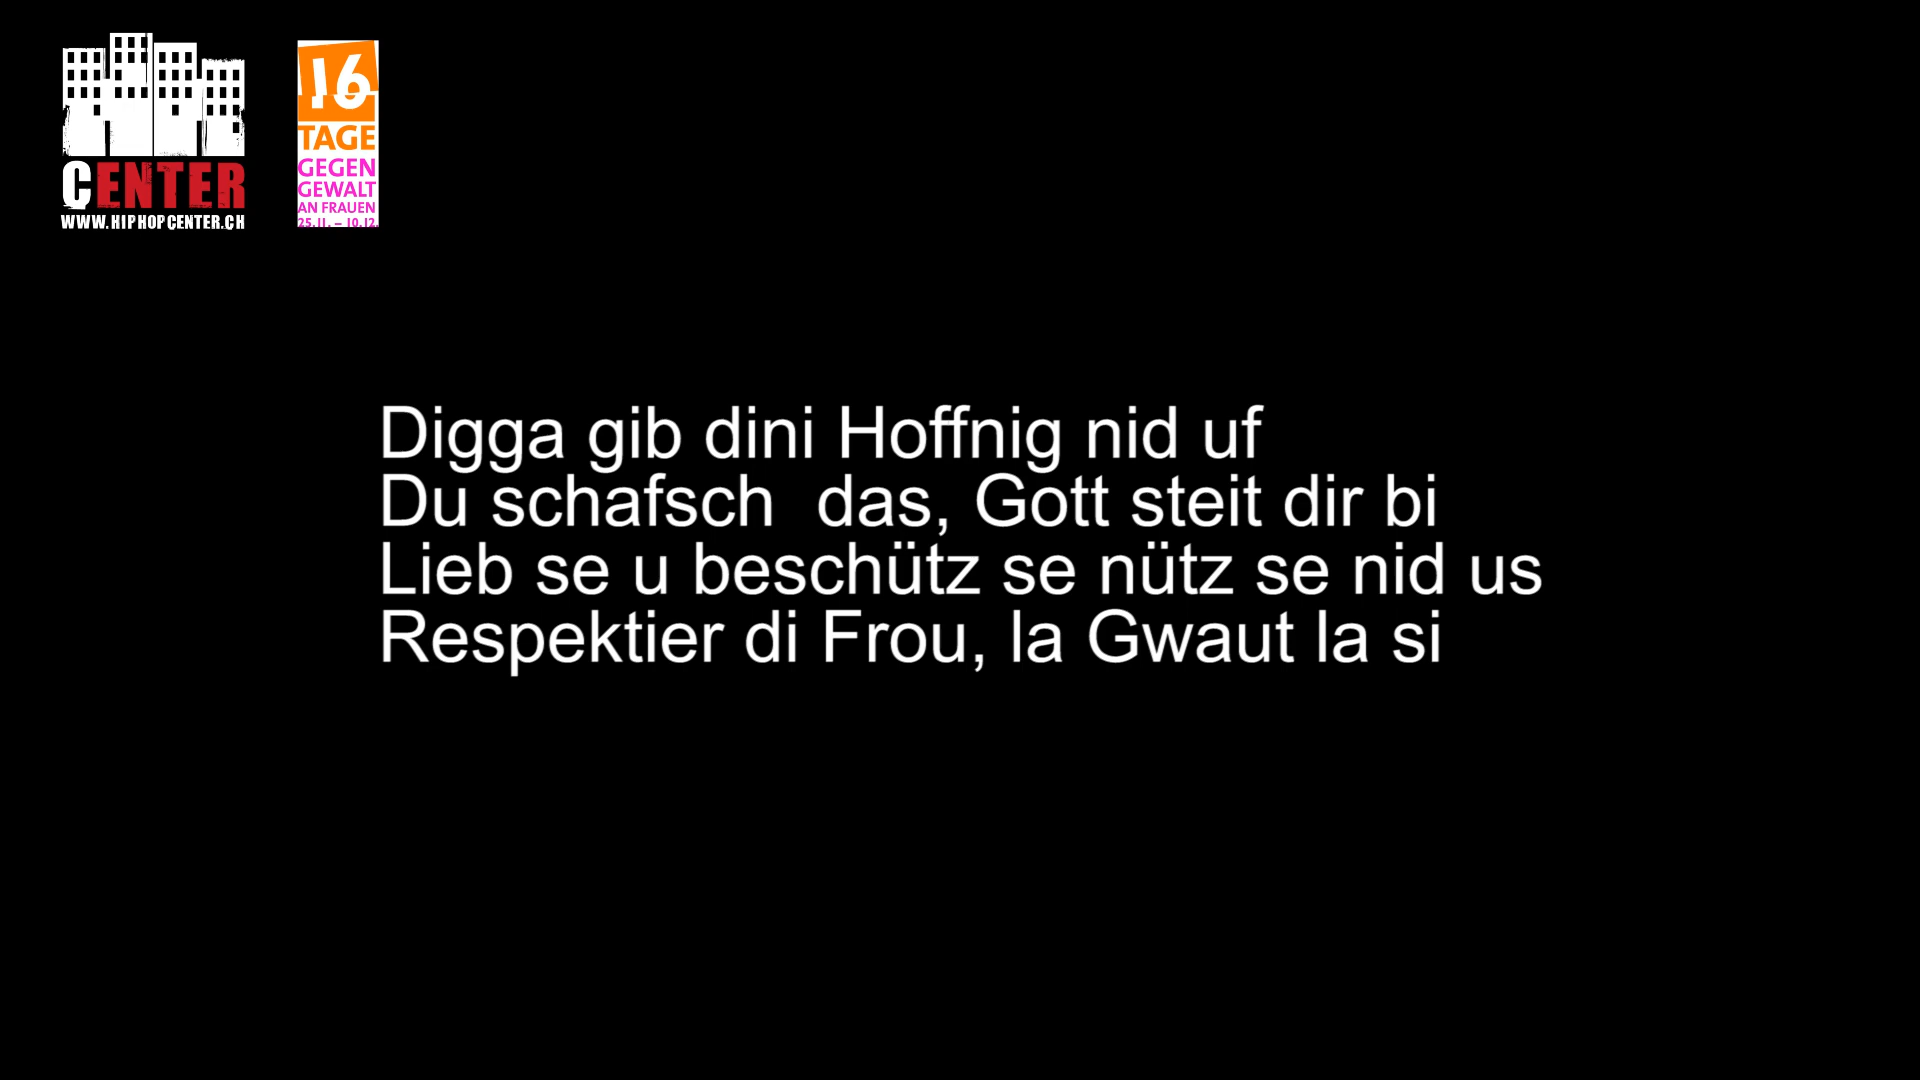 CENTER
WWW.HIPHOPCENTER.CH
16
TAGE
GEGEN
GEWALT
AN FRAUEN
25.11. – 10.12.
Digga gib dini Hoffnig nid uf
Du schafsch  das, Gott steit dir bi
Lieb se u beschütz se nütz se nid us
Respektier di Frou, la Gwaut la si